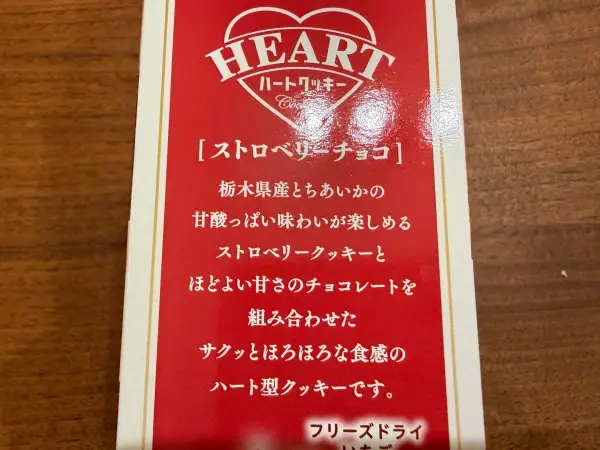 HEART
ハートクッキー
[ストロベリーチョコ]
栃木県産とちあいかの
甘酸っぱい味わいが楽しめる
ストロベリークッキーと
ほどよい甘さのチョコレートを
組み合わせた
サクッとほろほろな食感の
ハート型クッキーです。
フリーズドライ
いちご